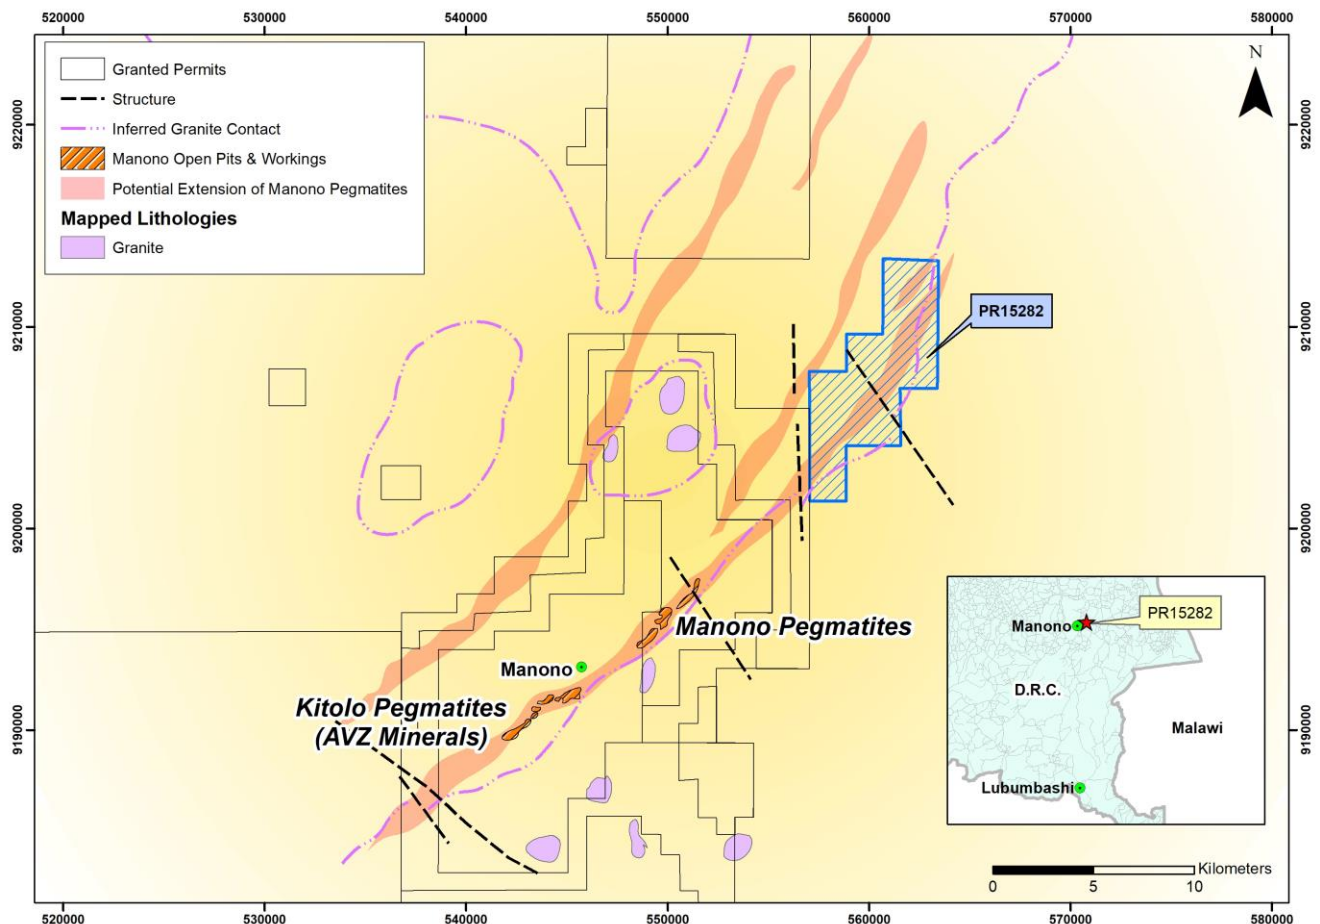 520000
530000
540000
550000
560000
570000
580000
Granted Permits
Structure
Inferred Granite Contact
Manono Open Pits & Workings
Potential Extension of Manono Pegmatites
Mapped Lithologies
Granite
N
9220000
9220000
9210000
9210000
PR15282
9200000
9200000
Manono Pegmatites
Manono
Kitolo Pegmatites
(AVZ Minerals)
9190000
9190000
PR15282
Manono
D.R.C.
Malawi
Lubumbashi
Kilometers
0
5
10
520000
530000
540000
550000
560000
570000
580000